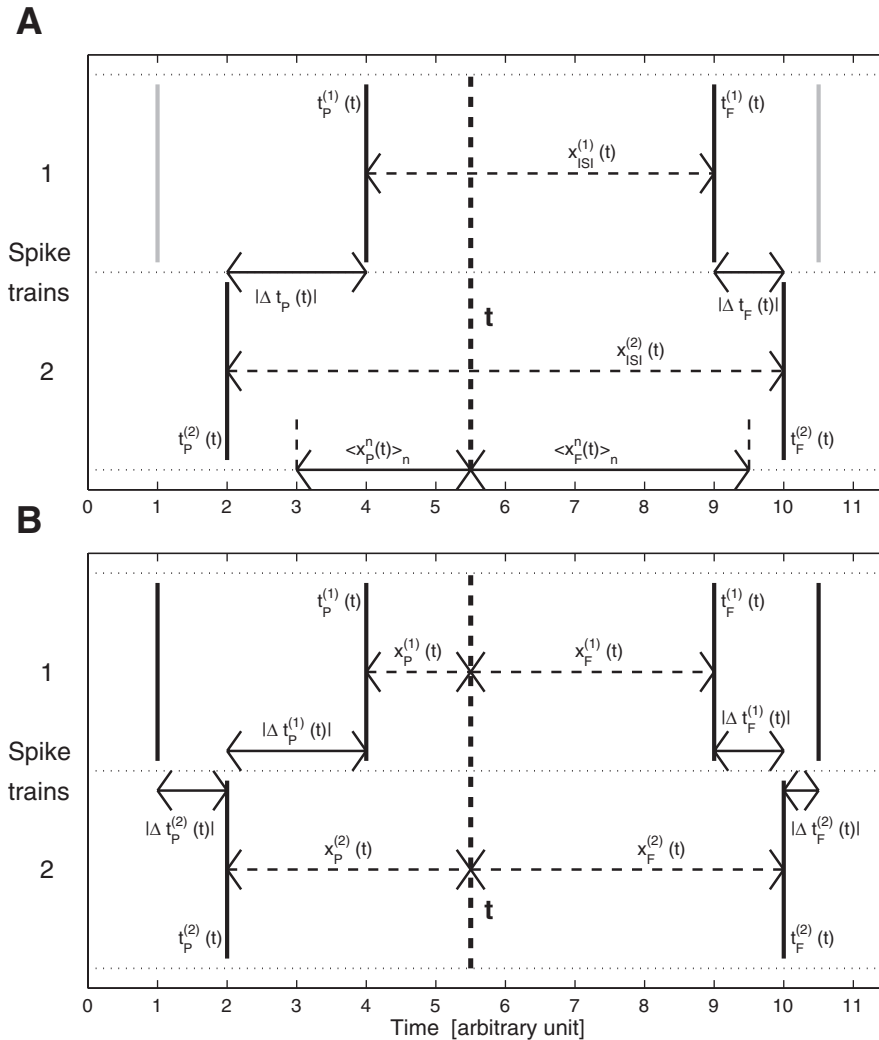 A
t_P^(1) (t)
t_F^(1) (t)
1
x_ISI^(1) (t)
Spike
trains
|Δ t_P (t)|
|Δ t_F (t)|
t
2
x_ISI^(2) (t)
t_P^(2) (t)
<x_P^n(t)>_n
<x_F^n(t)>_n
t_F^(2) (t)
0 1 2 3 4 5 6 7 8 9 10 11
B
t_P^(1) (t)
t_F^(1) (t)
1
x_P^(1) (t)
x_F^(1) (t)
|Δ t_P^(1) (t)|
|Δ t_F^(1) (t)|
Spike
trains
|Δ t_P^(2) (t)|
|Δ t_F^(2) (t)|
2
x_P^(2) (t)
x_F^(2) (t)
t
t_P^(2) (t)
t_F^(2) (t)
0 1 2 3 4 5 6 7 8 9 10 11
Time [arbitrary unit]